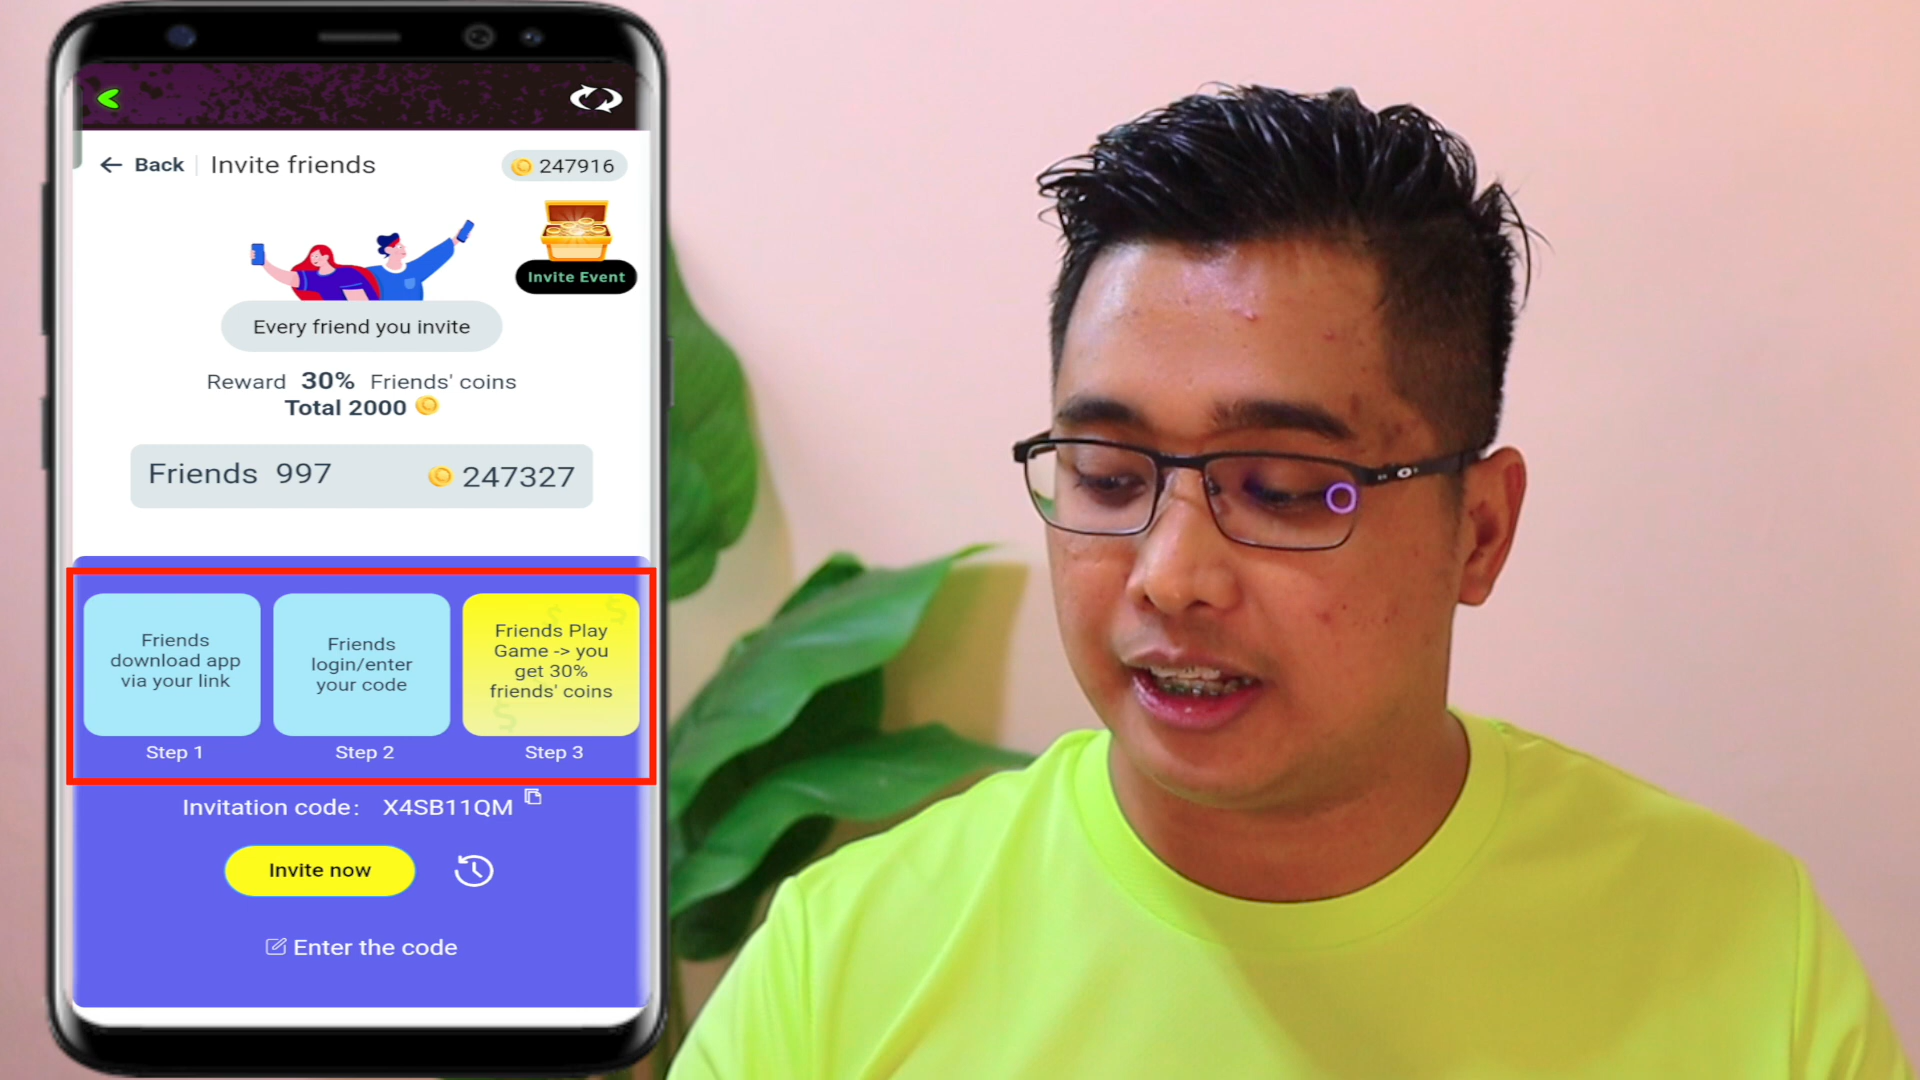 Back
Invite friends
247916
Invite Event
Every friend you invite
Reward 30% Friends' coins
Total 2000
Friends 997
247327
Friends
download app
via your link
Step 1
Friends
login/enter
your code
Step 2
Friends Play
Game -> you
get 30%
friends' coins
Step 3
Invitation code: X4SB11QM
Invite now
Enter the code